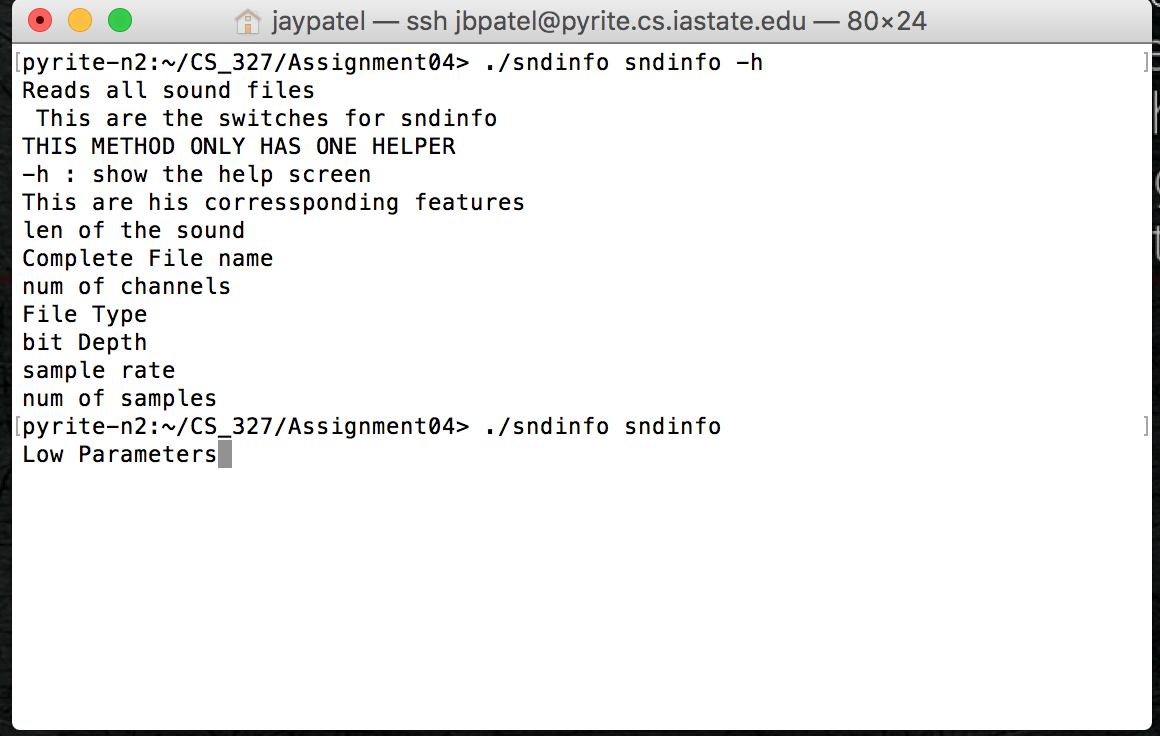 jaypatel — ssh jbpatel@pyrite.cs.iastate.edu — 80×24
[pyrite-n2:~/CS_327/Assignment04> ./sndinfo sndinfo -h ]
Reads all sound files
 This are the switches for sndinfo
THIS METHOD ONLY HAS ONE HELPER
-h : show the help screen
This are his corressponding features
len of the sound
Complete File name
num of channels
File Type
bit Depth
sample rate
num of samples
[pyrite-n2:~/CS_327/Assignment04> ./sndinfo sndinfo ]
Low Parameters